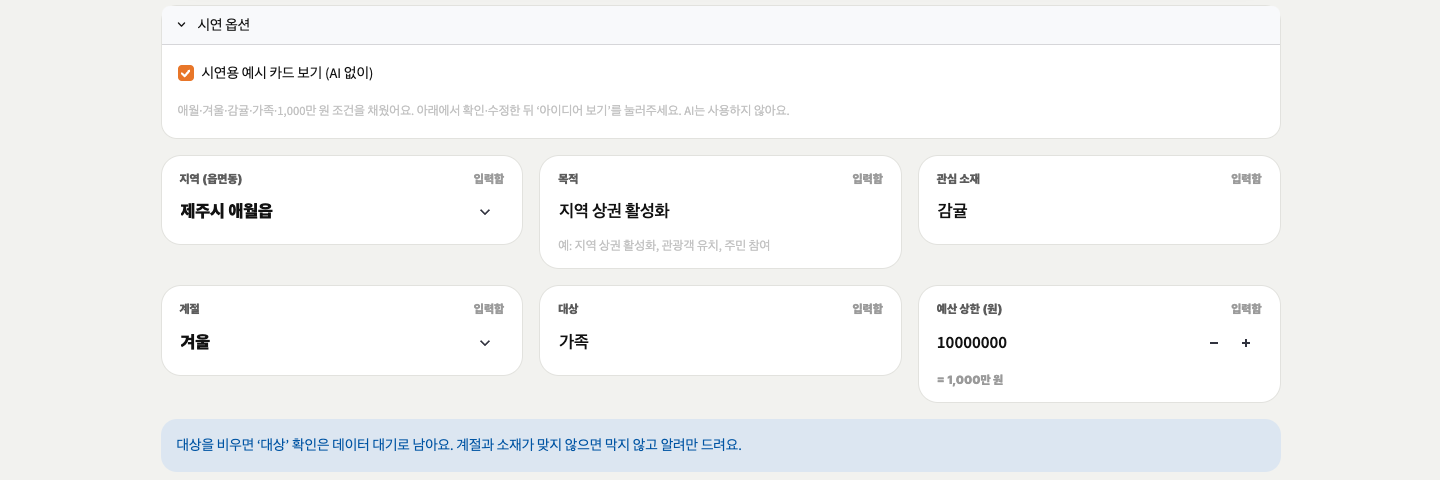 시연 옵션
시연용 예시 카드 보기 (AI 없이)
애월·겨울·감귤·가족·1,000만 원 조건을 채웠어요. 아래에서 확인·수정한 뒤 ‘아이디어 보기’를 눌러주세요. AI는 사용하지 않아요.
지역 (읍면동) 입력함
제주시 애월읍
목적 입력함
지역 상권 활성화
예: 지역 상권 활성화, 관광객 유치, 주민 참여
관심 소재 입력함
감귤
계절 입력함
겨울
대상 입력함
가족
예산 상한 (원) 입력함
10000000 − +
= 1,000만 원
대상을 비우면 ‘대상’ 확인은 데이터 대기로 남아요. 계절과 소재가 맞지 않으면 막지 않고 알려만 드려요.